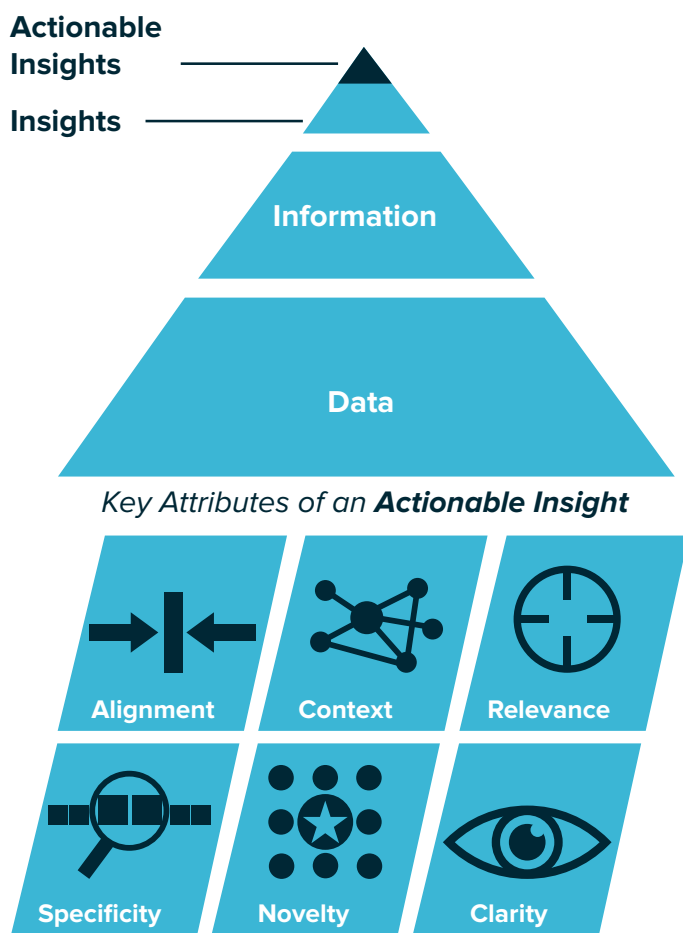 Actionable
Insights
Insights
Information
Data
Key Attributes of an Actionable Insight
Alignment
Context
Relevance
Specificity
Novelty
Clarity